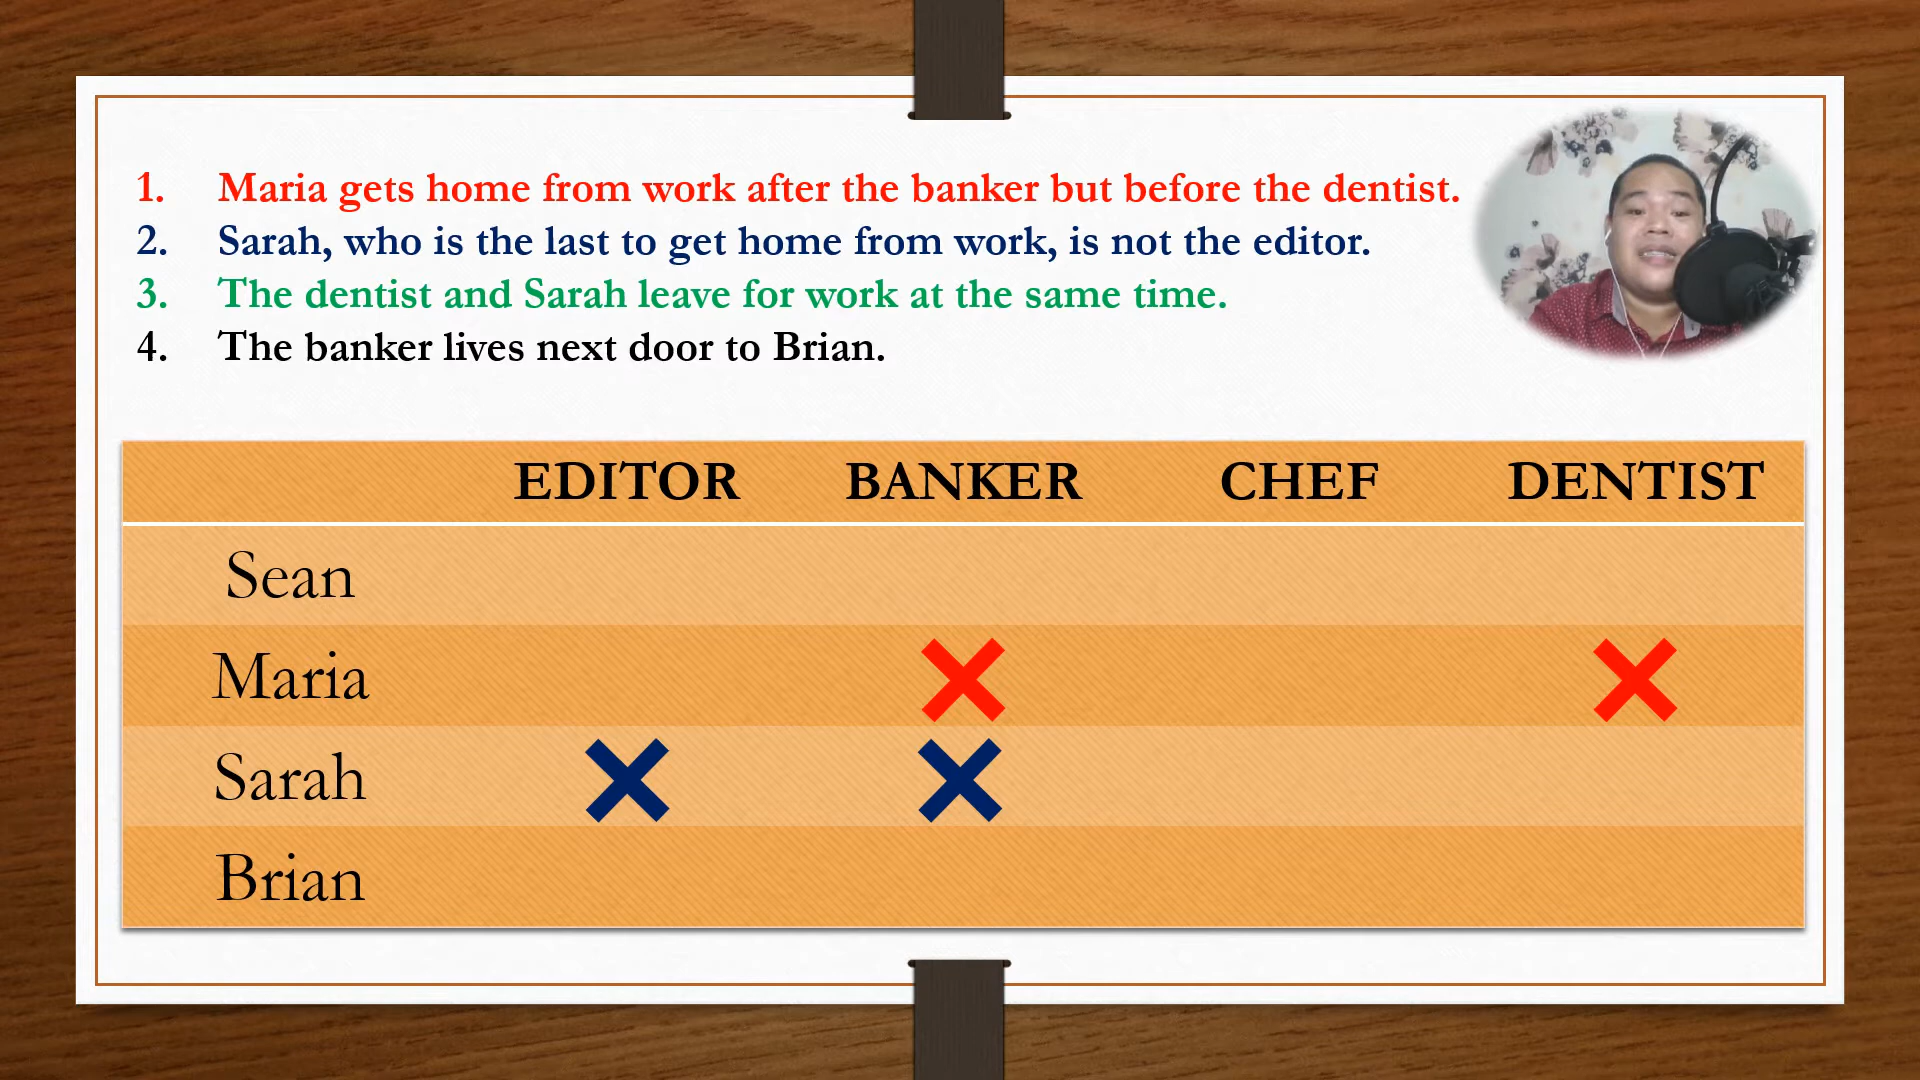 1. Maria gets home from work after the banker but before the dentist.
2. Sarah, who is the last to get home from work, is not the editor.
3. The dentist and Sarah leave for work at the same time.
4. The banker lives next door to Brian.
EDITOR BANKER CHEF DENTIST
Sean
Maria
Sarah
Brian